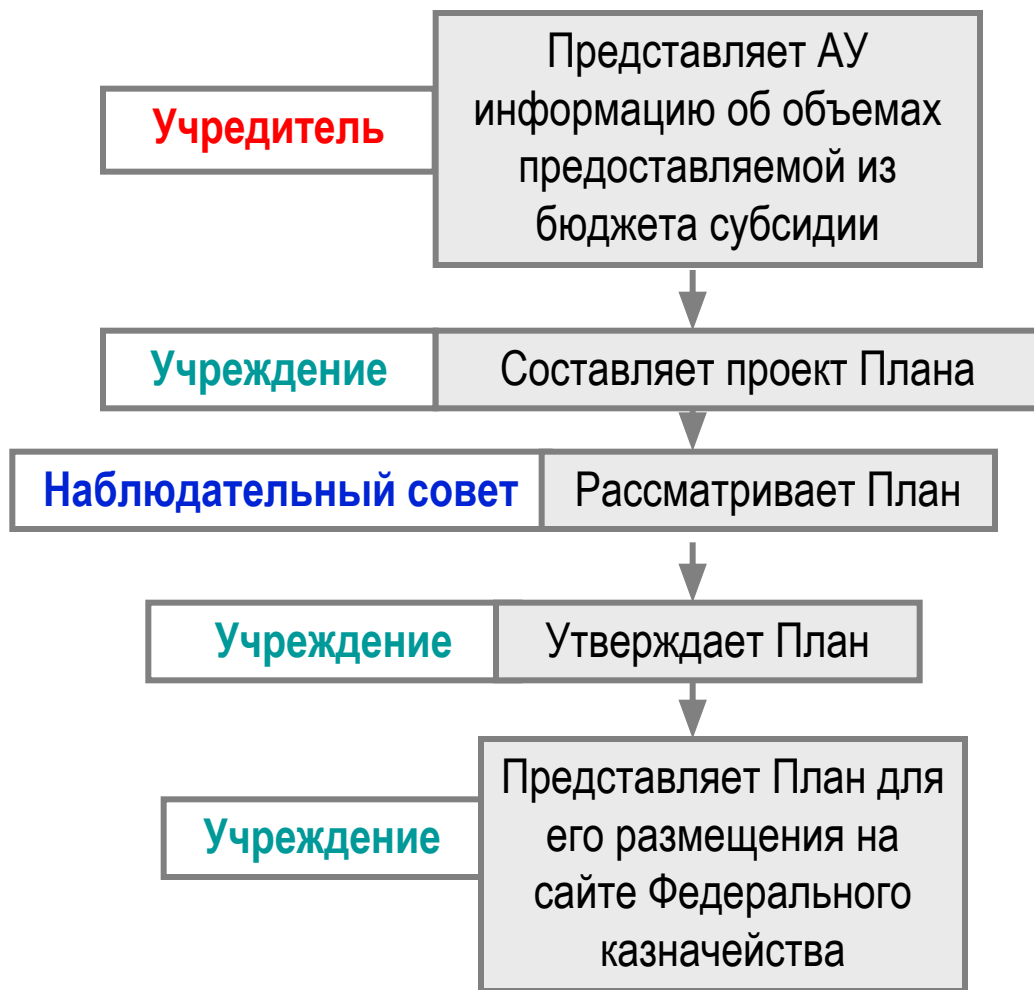 Учредитель
Представляет АУ
информацию об объемах
предоставляемой из
бюджета субсидии
Учреждение
Составляет проект Плана
Наблюдательный совет
Рассматривает План
Учреждение
Утверждает План
Учреждение
Представляет План для
его размещения на
сайте Федерального
казначейства